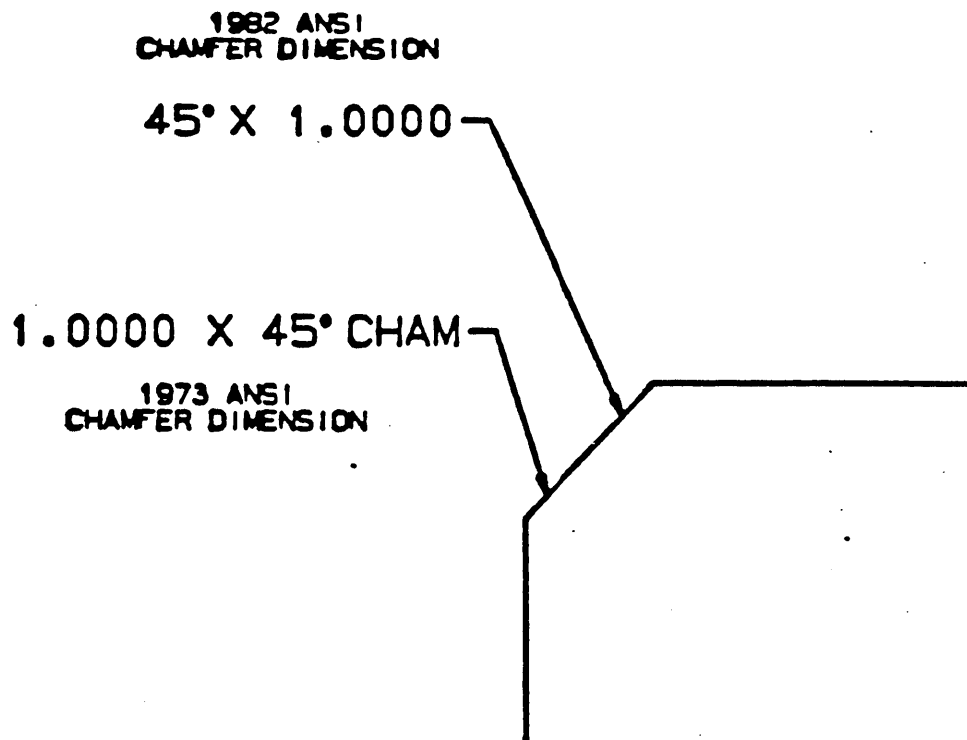 1982 ANSI
CHAMFER DIMENSION
45° X 1.0000
1.0000 X 45° CHAM
1973 ANSI
CHAMFER DIMENSION